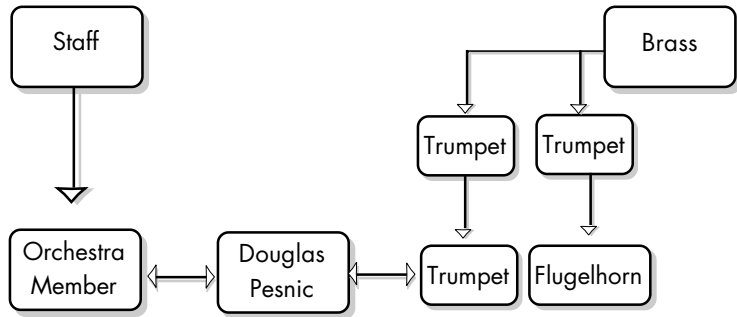 Staff
Brass
Trumpet
Trumpet
Orchestra
Member
Douglas
Pesnic
Trumpet
Flugelhorn